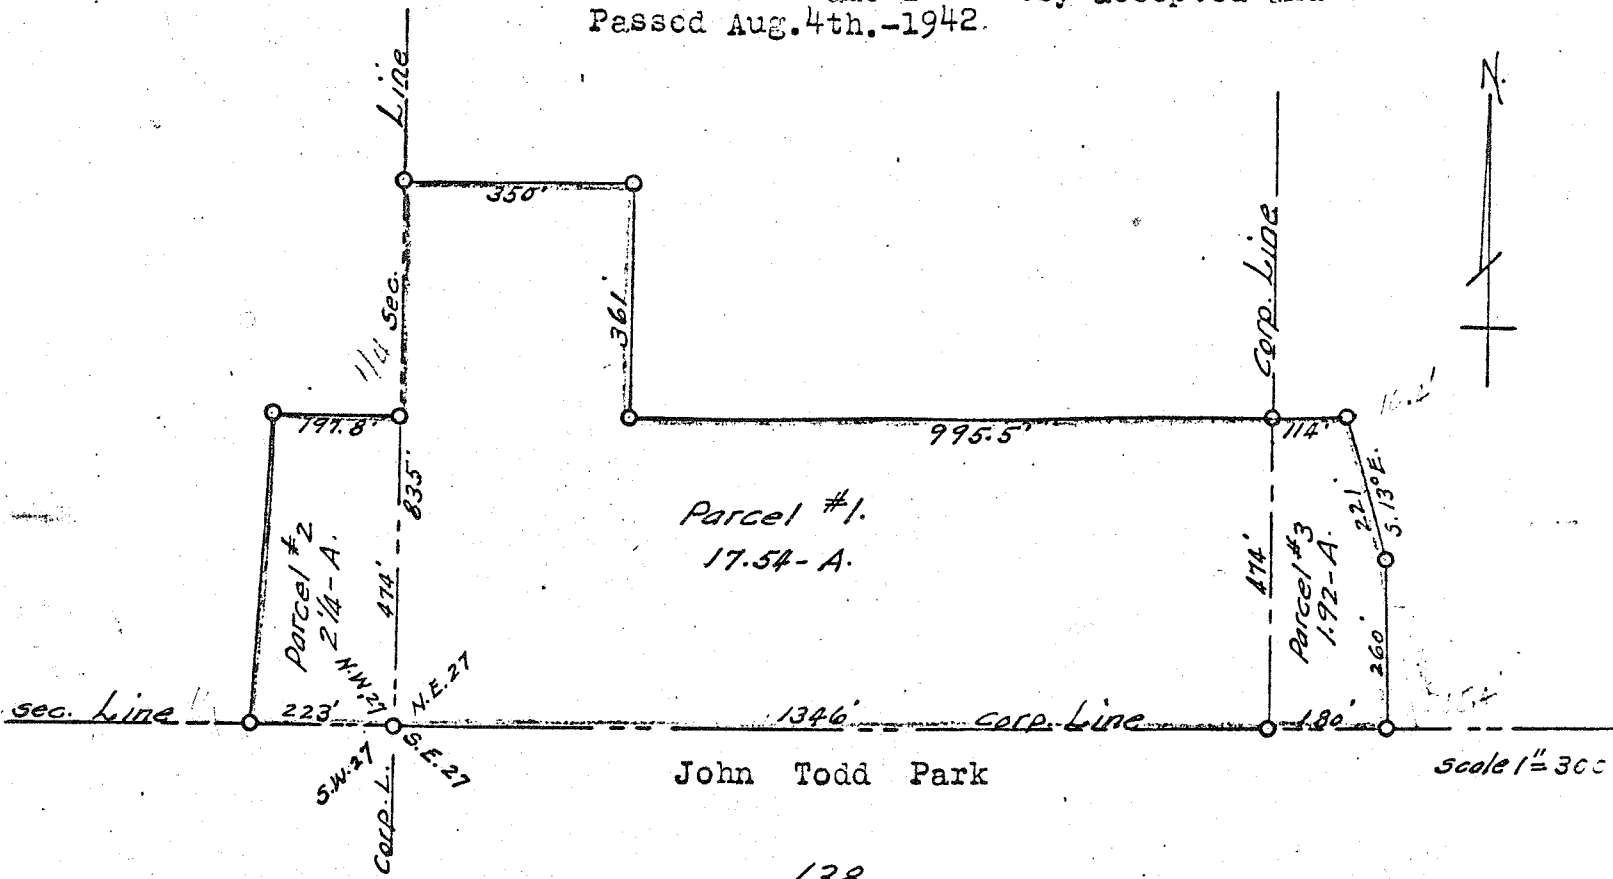 accepted and
Passed Aug.4th.-1942.
N.
Line
350'
1/4 sec.
361'
Corp. Line
197.8'
995.5'
114'
835'
221'
S.13°E.
Parcel #1.
17.54-A.
Parcel #2
2 1/4-A.
474'
474'
Parcel #3
1.92-A.
260'
N.W.27
N.E.27
sec. Line
223'
1346'
Corp. Line
180'
S.W.27
S.E.27
John Todd Park
scale 1"=300
Corp. L.
138